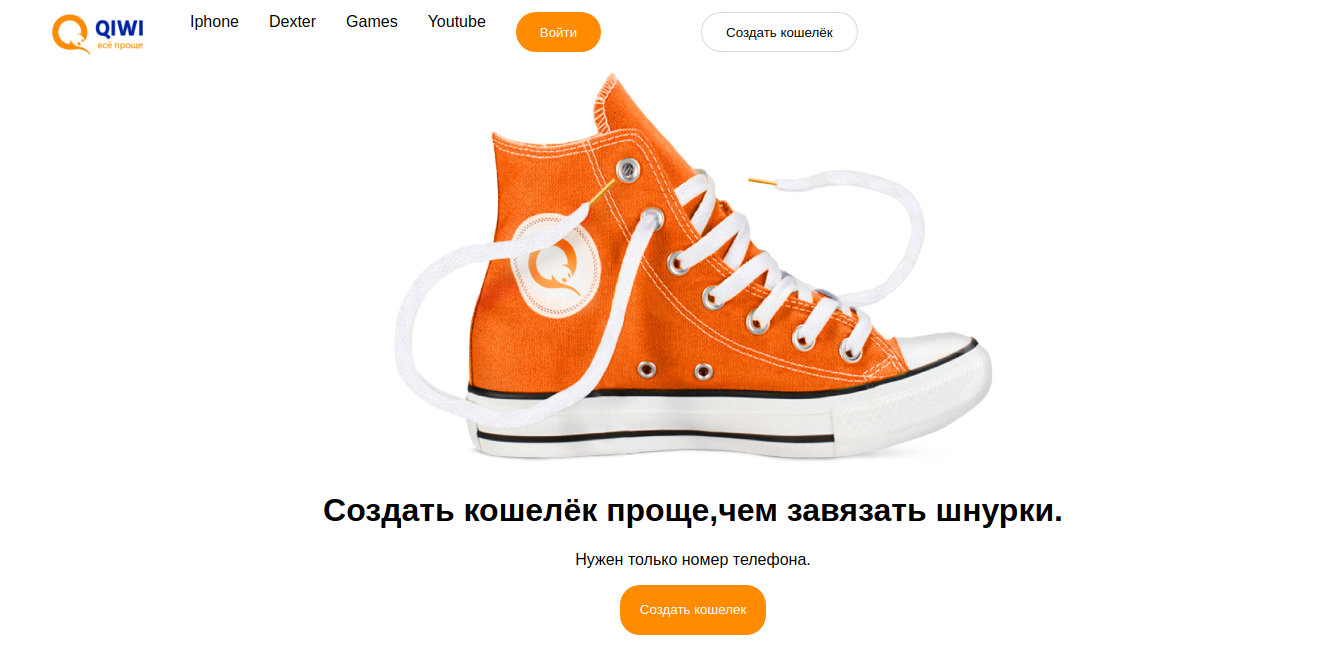 QIWI
всё проще
Iphone Dexter Games Youtube Войти Создать кошелёк
Создать кошелёк проще,чем завязать шнурки.
Нужен только номер телефона.
Создать кошелек